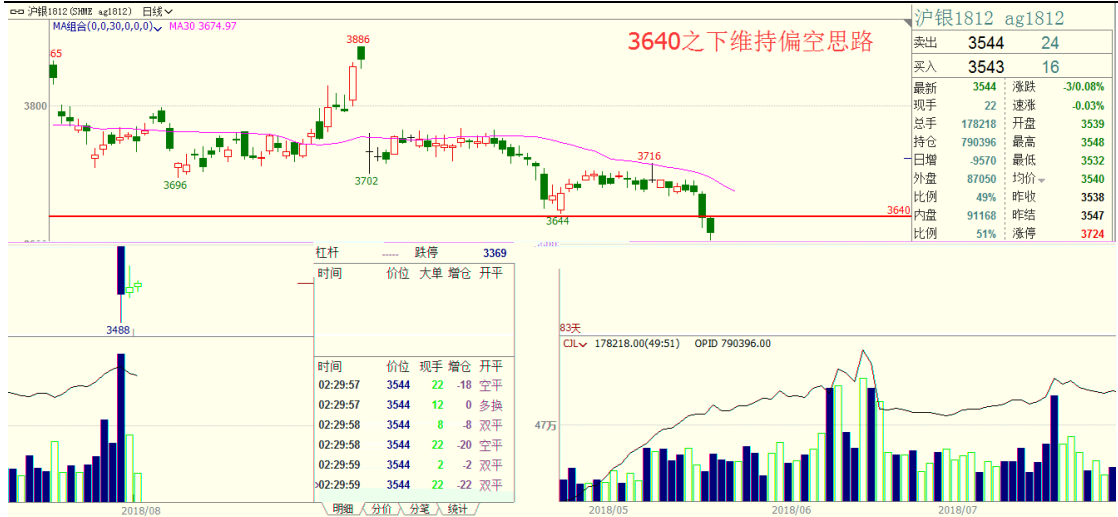 沪银1812(SHME ag1812) 日线
MA组合(0,0,30,0,0,0) MA30 3674.97
65
3886
3640之下维持偏空思路
3800
3696
3702
3716
3644
3640
沪银1812 ag1812
卖出 3544 24
买入 3543 16
最新 3544 涨跌 -3/0.08%
现手 22 速涨 -0.03%
总手 178218 开盘 3539
持仓 790396 最高 3548
日增 -9570 最低 3532
外盘 87050 均价 3540
比例 49% 昨收 3538
内盘 91168 昨结 3547
比例 51% 涨停 3724
3488
2018/08
杠杆 ----- 跌停 3369
时间 价位 大单 增仓 开平
时间 价位 现手 增仓 开平
02:29:57 3544 22 -18 空平
02:29:57 3544 12 0 多换
02:29:58 3544 8 -8 双平
02:29:58 3544 22 -20 空平
02:29:59 3544 2 -2 双平
02:29:59 3544 22 -22 双平
明细 分价 分笔 统计
83天
CJL 178218.00(49:51) OPID 790396.00
47万
2018/05 2018/06 2018/07